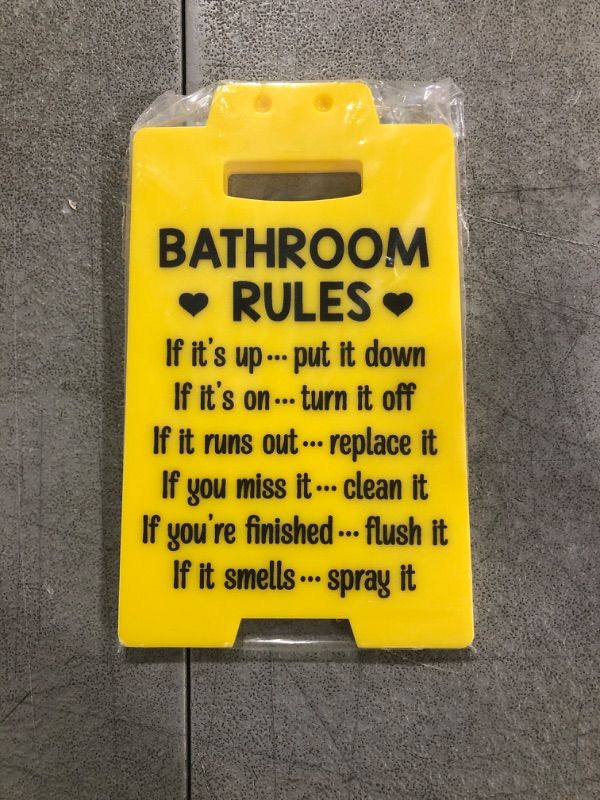 BATHROOM
♥ RULES ♥
If it's up... put it down
If it's on... turn it off
If it runs out... replace it
If you miss it... clean it
If you're finished... flush it
If it smells... spray it